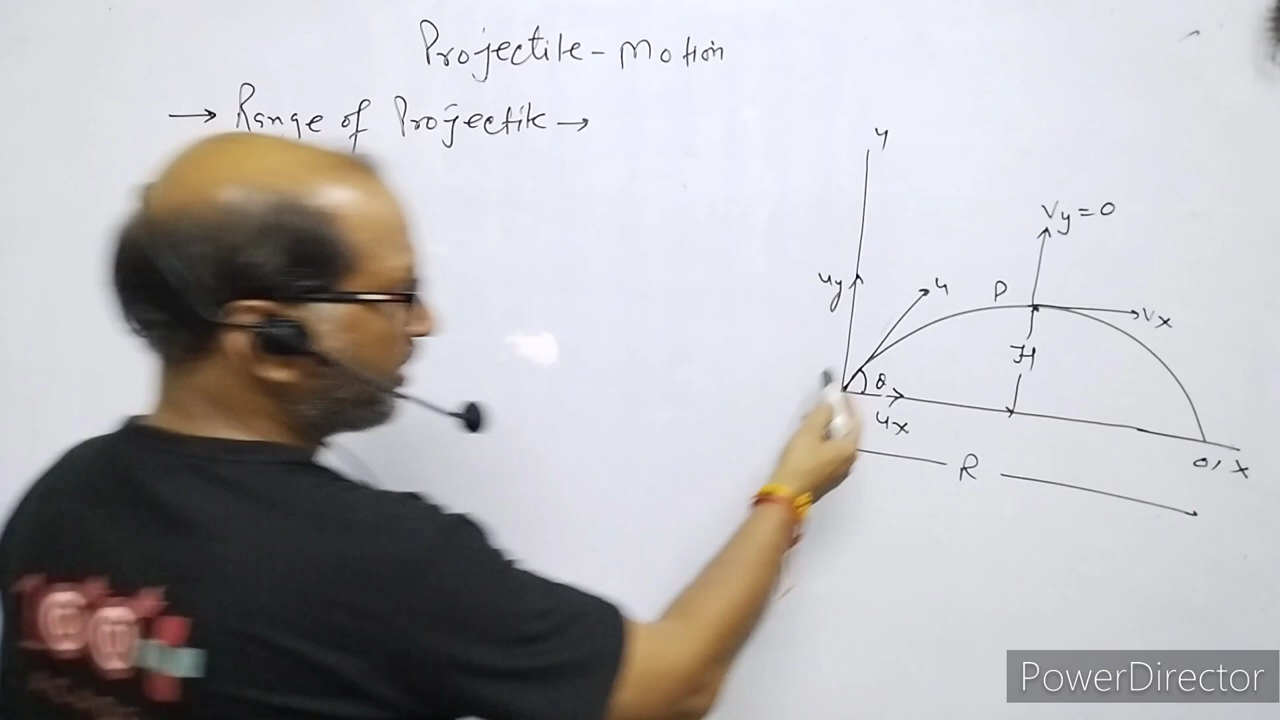 Projectile - Motion
→ Range of Projectile →
y
Vy = 0
uy
u
P
Vx
H
θ
ux
O, x
R
PowerDirector